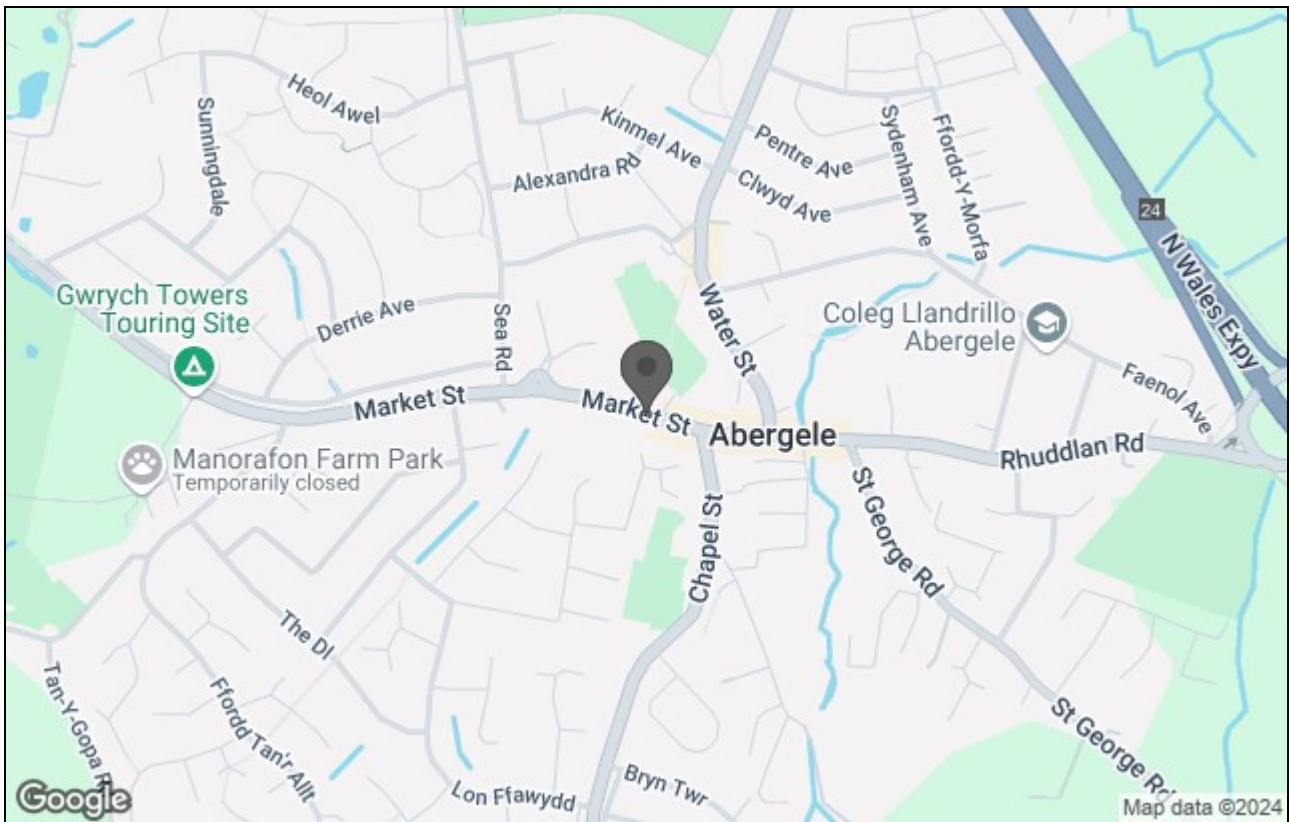 Heol Awel
Sunningdale
Kinmel Ave
Pentre Ave
Sydenham Ave
Ffordd-Y-Morfa
Alexandra Rd
Clwyd Ave
24
N Wales Expy
Gwrych Towers
Touring Site
Derrie Ave
Sea Rd
Water St
Coleg Llandrillo
Abergele
Faenol Ave
Market St
Market St
Abergele
Rhuddlan Rd
Manorafon Farm Park
Temporarily closed
Chapel St
St George Rd
The Dl
Tan-Y-Gopa R
Ffordd Tan'r Allt
St George Rd
Lon Ffawydd
Bryn Twr
Google
Map data ©2024